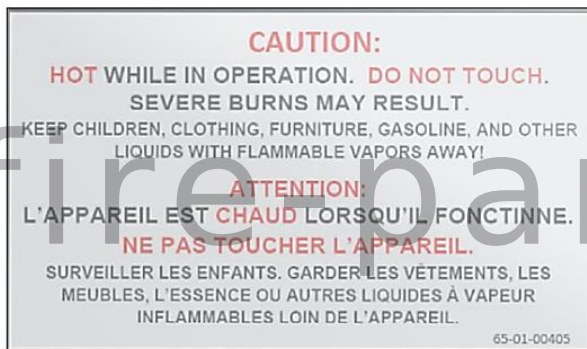 CAUTION:
HOT WHILE IN OPERATION. DO NOT TOUCH.
SEVERE BURNS MAY RESULT.
KEEP CHILDREN, CLOTHING, FURNITURE, GASOLINE, AND OTHER
LIQUIDS WITH FLAMMABLE VAPORS AWAY!
fire-par
ATTENTION:
L'APPAREIL EST CHAUD LORSQU'IL FONCTINNE.
NE PAS TOUCHER L'APPAREIL.
SURVEILLER LES ENFANTS. GARDER LES VÊTEMENTS, LES
MEUBLES, L'ESSENCE OU AUTRES LIQUIDES À VAPEUR
INFLAMMABLES LOIN DE L'APPAREIL.
65-01-00405